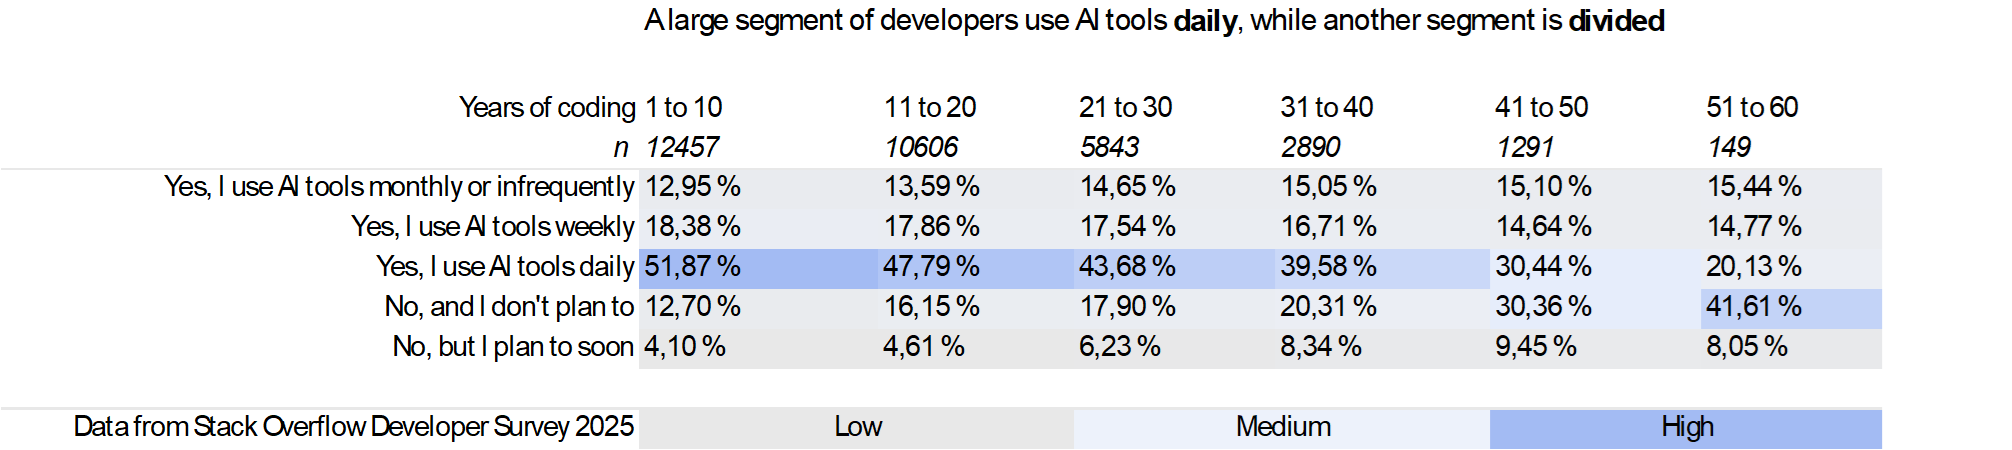 A large segment of developers use AI tools daily, while another segment is divided
Years of coding 1 to 10 11 to 20 21 to 30 31 to 40 41 to 50 51 to 60
n 12457 10606 5843 2890 1291 149
Yes, I use AI tools monthly or infrequently 12,95 % 13,59 % 14,65 % 15,05 % 15,10 % 15,44 %
Yes, I use AI tools weekly 18,38 % 17,86 % 17,54 % 16,71 % 14,64 % 14,77 %
Yes, I use AI tools daily 51,87 % 47,79 % 43,68 % 39,58 % 30,44 % 20,13 %
No, and I don't plan to 12,70 % 16,15 % 17,90 % 20,31 % 30,36 % 41,61 %
No, but I plan to soon 4,10 % 4,61 % 6,23 % 8,34 % 9,45 % 8,05 %
Data from Stack Overflow Developer Survey 2025 Low Medium High